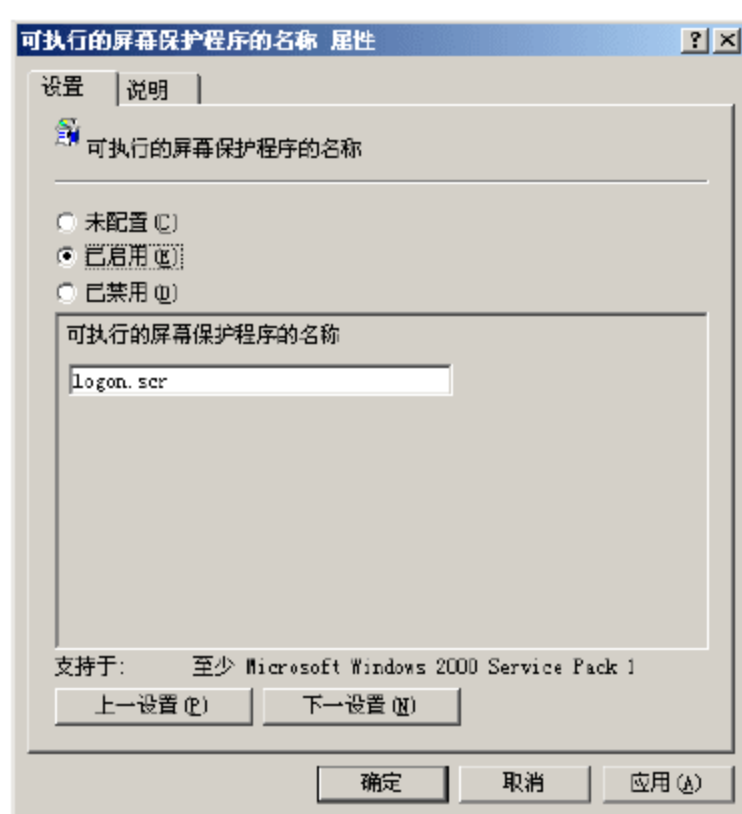 可执行的屏幕保护程序的名称 属性
设置 说明
可执行的屏幕保护程序的名称
未配置(C)
已启用(E)
已禁用(D)
可执行的屏幕保护程序的名称
logon.scr
支持于: 至少 Microsoft Windows 2000 Service Pack 1
上一设置(P) 下一设置(N)
确定 取消 应用(A)